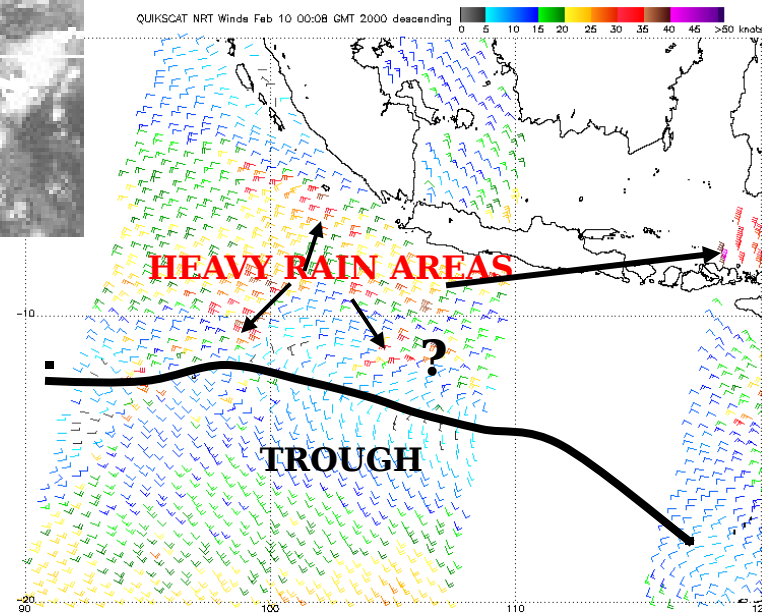 QUIKSCAT NRT Winds Feb 10 00:08 GMT 2000 descending
0 5 10 15 20 25 30 35 40 45 >50 knots
HEAVY RAIN AREAS
-10
?
TROUGH
-20
90 100 110 12